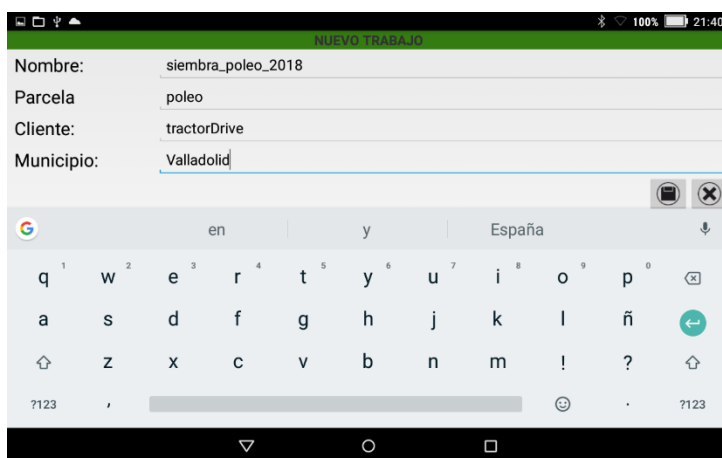 100% 21:40
NUEVO TRABAJO
Nombre: siembra_poleo_2018
Parcela poleo
Cliente: tractorDrive
Municipio: Valladolid
G en y España
q 1 w 2 e 3 r 4 t 5 y 6 u 7 i 8 o 9 p 0
a s d f g h j k l ñ
z x c v b n m ! ?
?123 , . ?123